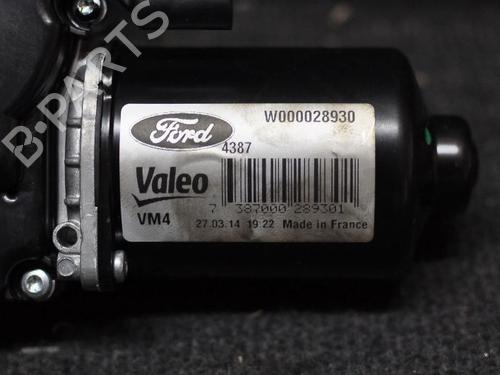 B-PARTS
Ford
W000028930
4387
Valeo
7 387000 289301
VM4
27.03.14 19:22 Made in France